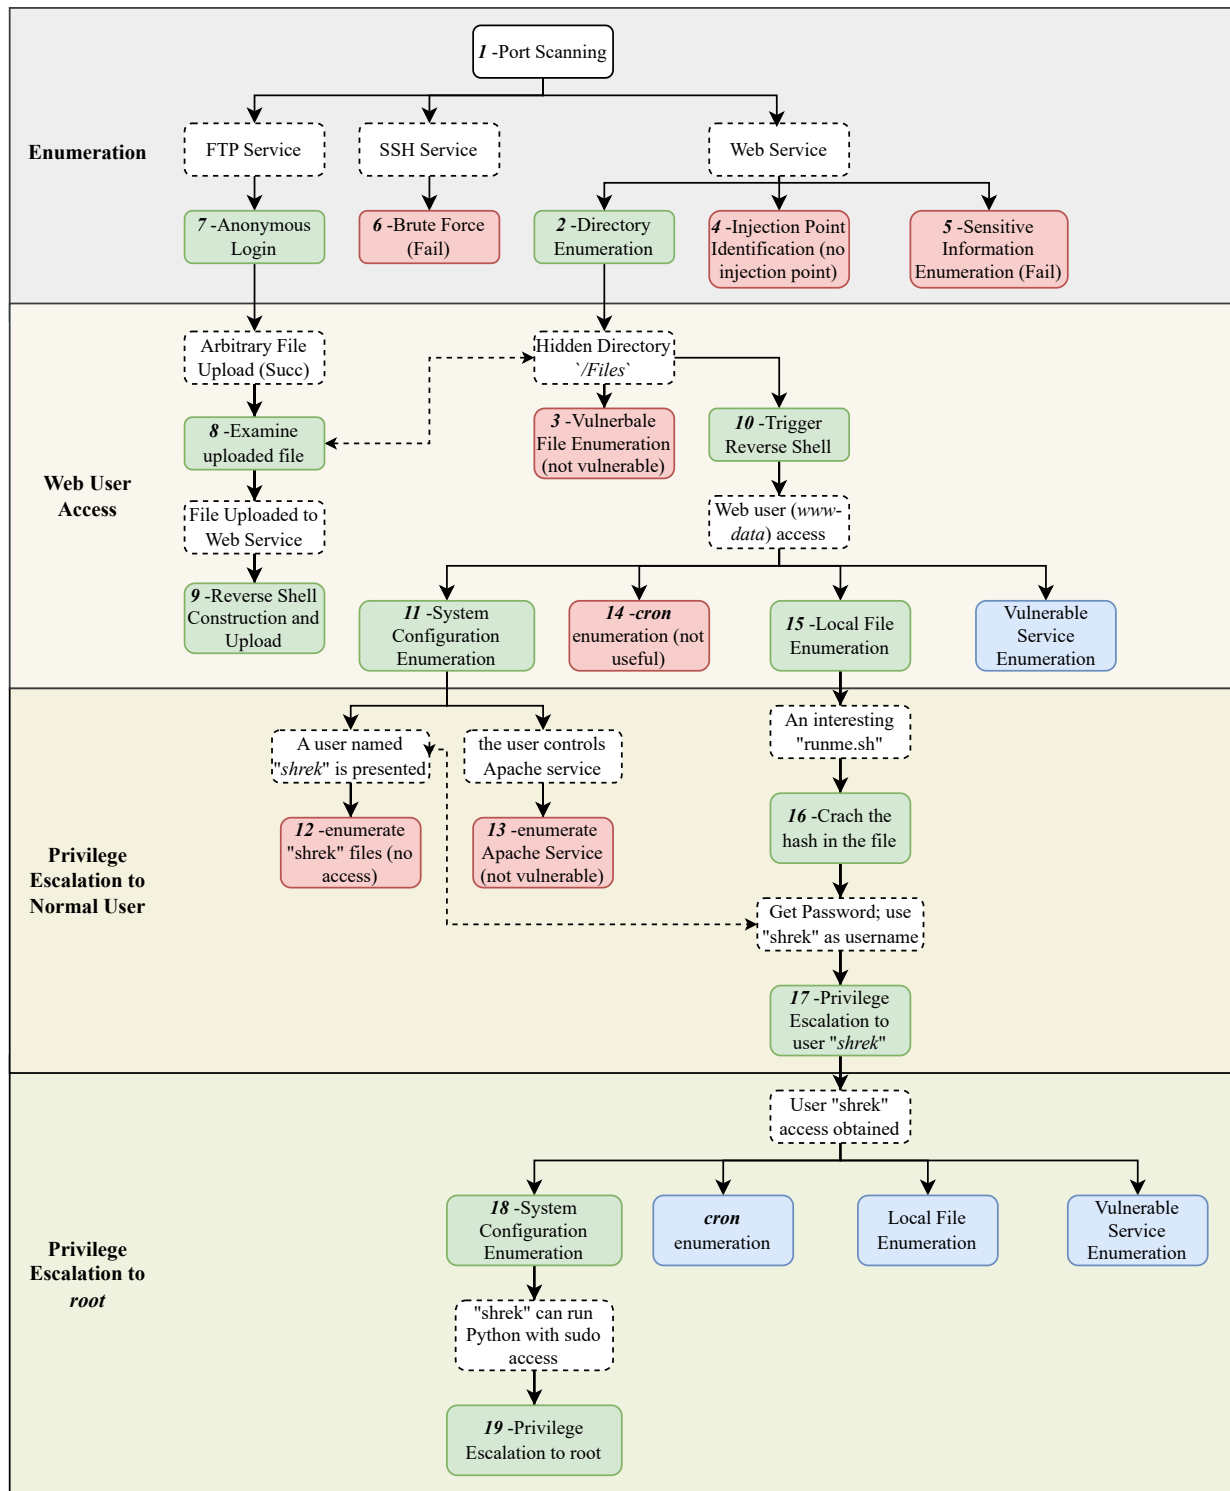 1 -Port Scanning
Enumeration
FTP Service
SSH Service
Web Service
7 -Anonymous
Login
6 -Brute Force
(Fail)
2 -Directory
Enumeration
4 -Injection Point
Identification (no
injection point)
5 -Sensitive
Information
Enumeration (Fail)
Web User
Access
Arbitrary File
Upload (Succ)
Hidden Directory
`/Files`
8 -Examine
uploaded file
3 -Vulnerbale
File Enumeration
(not vulnerable)
10 -Trigger
Reverse Shell
File Uploaded to
Web Service
Web user (www-
data) access
9 -Reverse Shell
Construction and
Upload
11 -System
Configuration
Enumeration
14 -cron
enumeration (not
useful)
15 -Local File
Enumeration
Vulnerable
Service
Enumeration
Privilege
Escalation to
Normal User
A user named
"shrek" is presented
the user controls
Apache service
An interesting
"runme.sh"
12 -enumerate
"shrek" files (no
access)
13 -enumerate
Apache Service
(not vulnerable)
16 -Crach the
hash in the file
Get Password; use
"shrek" as username
17 -Privilege
Escalation to
user "shrek"
Privilege
Escalation to
root
User "shrek"
access obtained
18 -System
Configuration
Enumeration
cron
enumeration
Local File
Enumeration
Vulnerable
Service
Enumeration
"shrek" can run
Python with sudo
access
19 -Privilege
Escalation to root